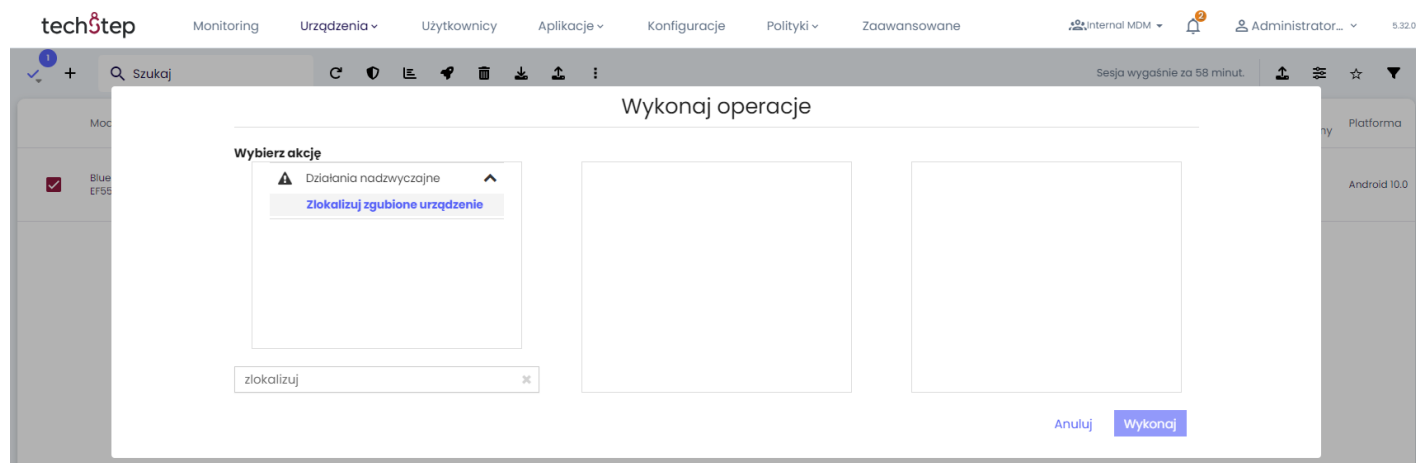 techstep
Monitoring
Urządzenia
Użytkownicy
Aplikacje
Konfiguracje
Polityki
Zaawansowane
Internal MDM
2
Administrator...
5.32.0
1
Szukaj
Sesja wygaśnie za 58 minut.
Wykonaj operacje
Platforma
Wybierz akcję
Działania nadzwyczajne
Zlokalizuj zgubione urządzenie
Blue
EF55
Android 10.0
zlokalizuj
Anuluj
Wykonaj